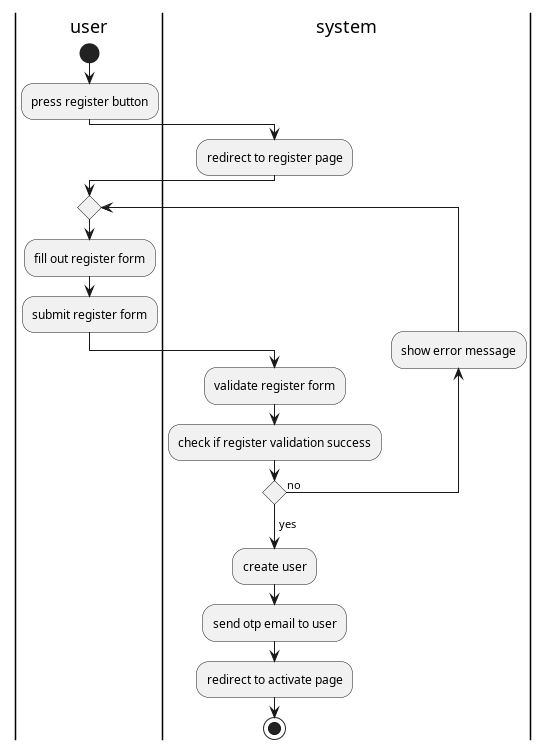 user
system
press register button
redirect to register page
fill out register form
submit register form
show error message
validate register form
check if register validation success
no
yes
create user
send otp email to user
redirect to activate page